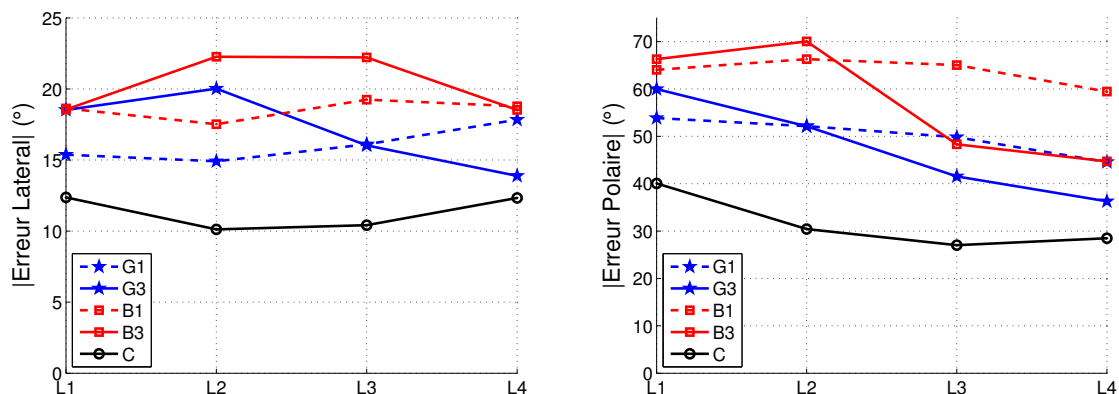 |Erreur Lateral| (°)
25
20
15
10
5
0
L1 L2 L3 L4
G1
G3
B1
B3
C
|Erreur Polaire| (°)
70
60
50
40
30
20
10
0
L1 L2 L3 L4
G1
G3
B1
B3
C